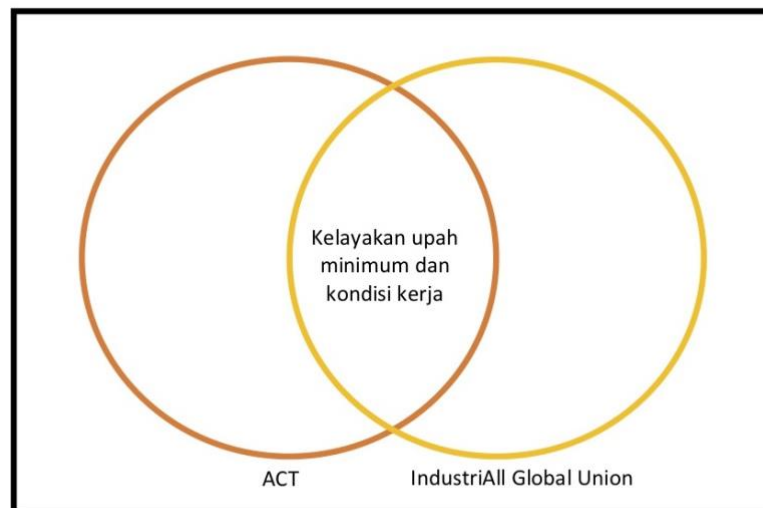 Kelayakan upah
minimum dan
kondisi kerja
ACT
IndustriAll Global Union